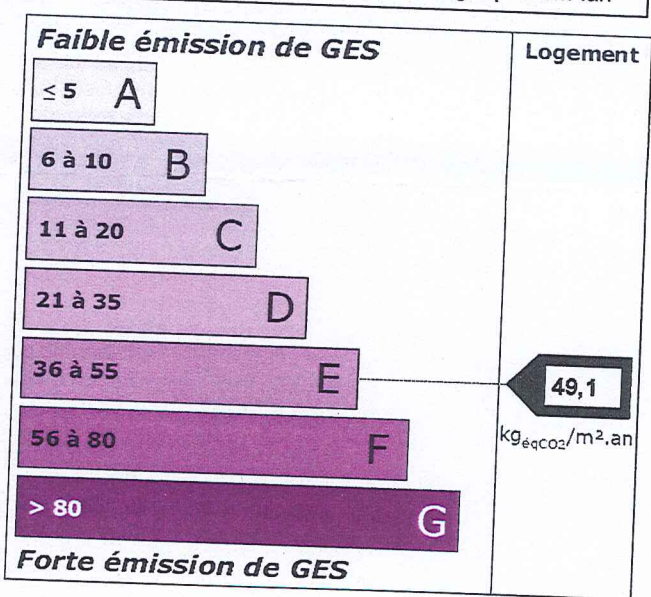 Faible émission de GES
Logement
≤ 5 A
6 à 10 B
11 à 20 C
21 à 35 D
36 à 55 E
49,1
kgéqCO2/m².an
56 à 80 F
> 80 G
Forte émission de GES